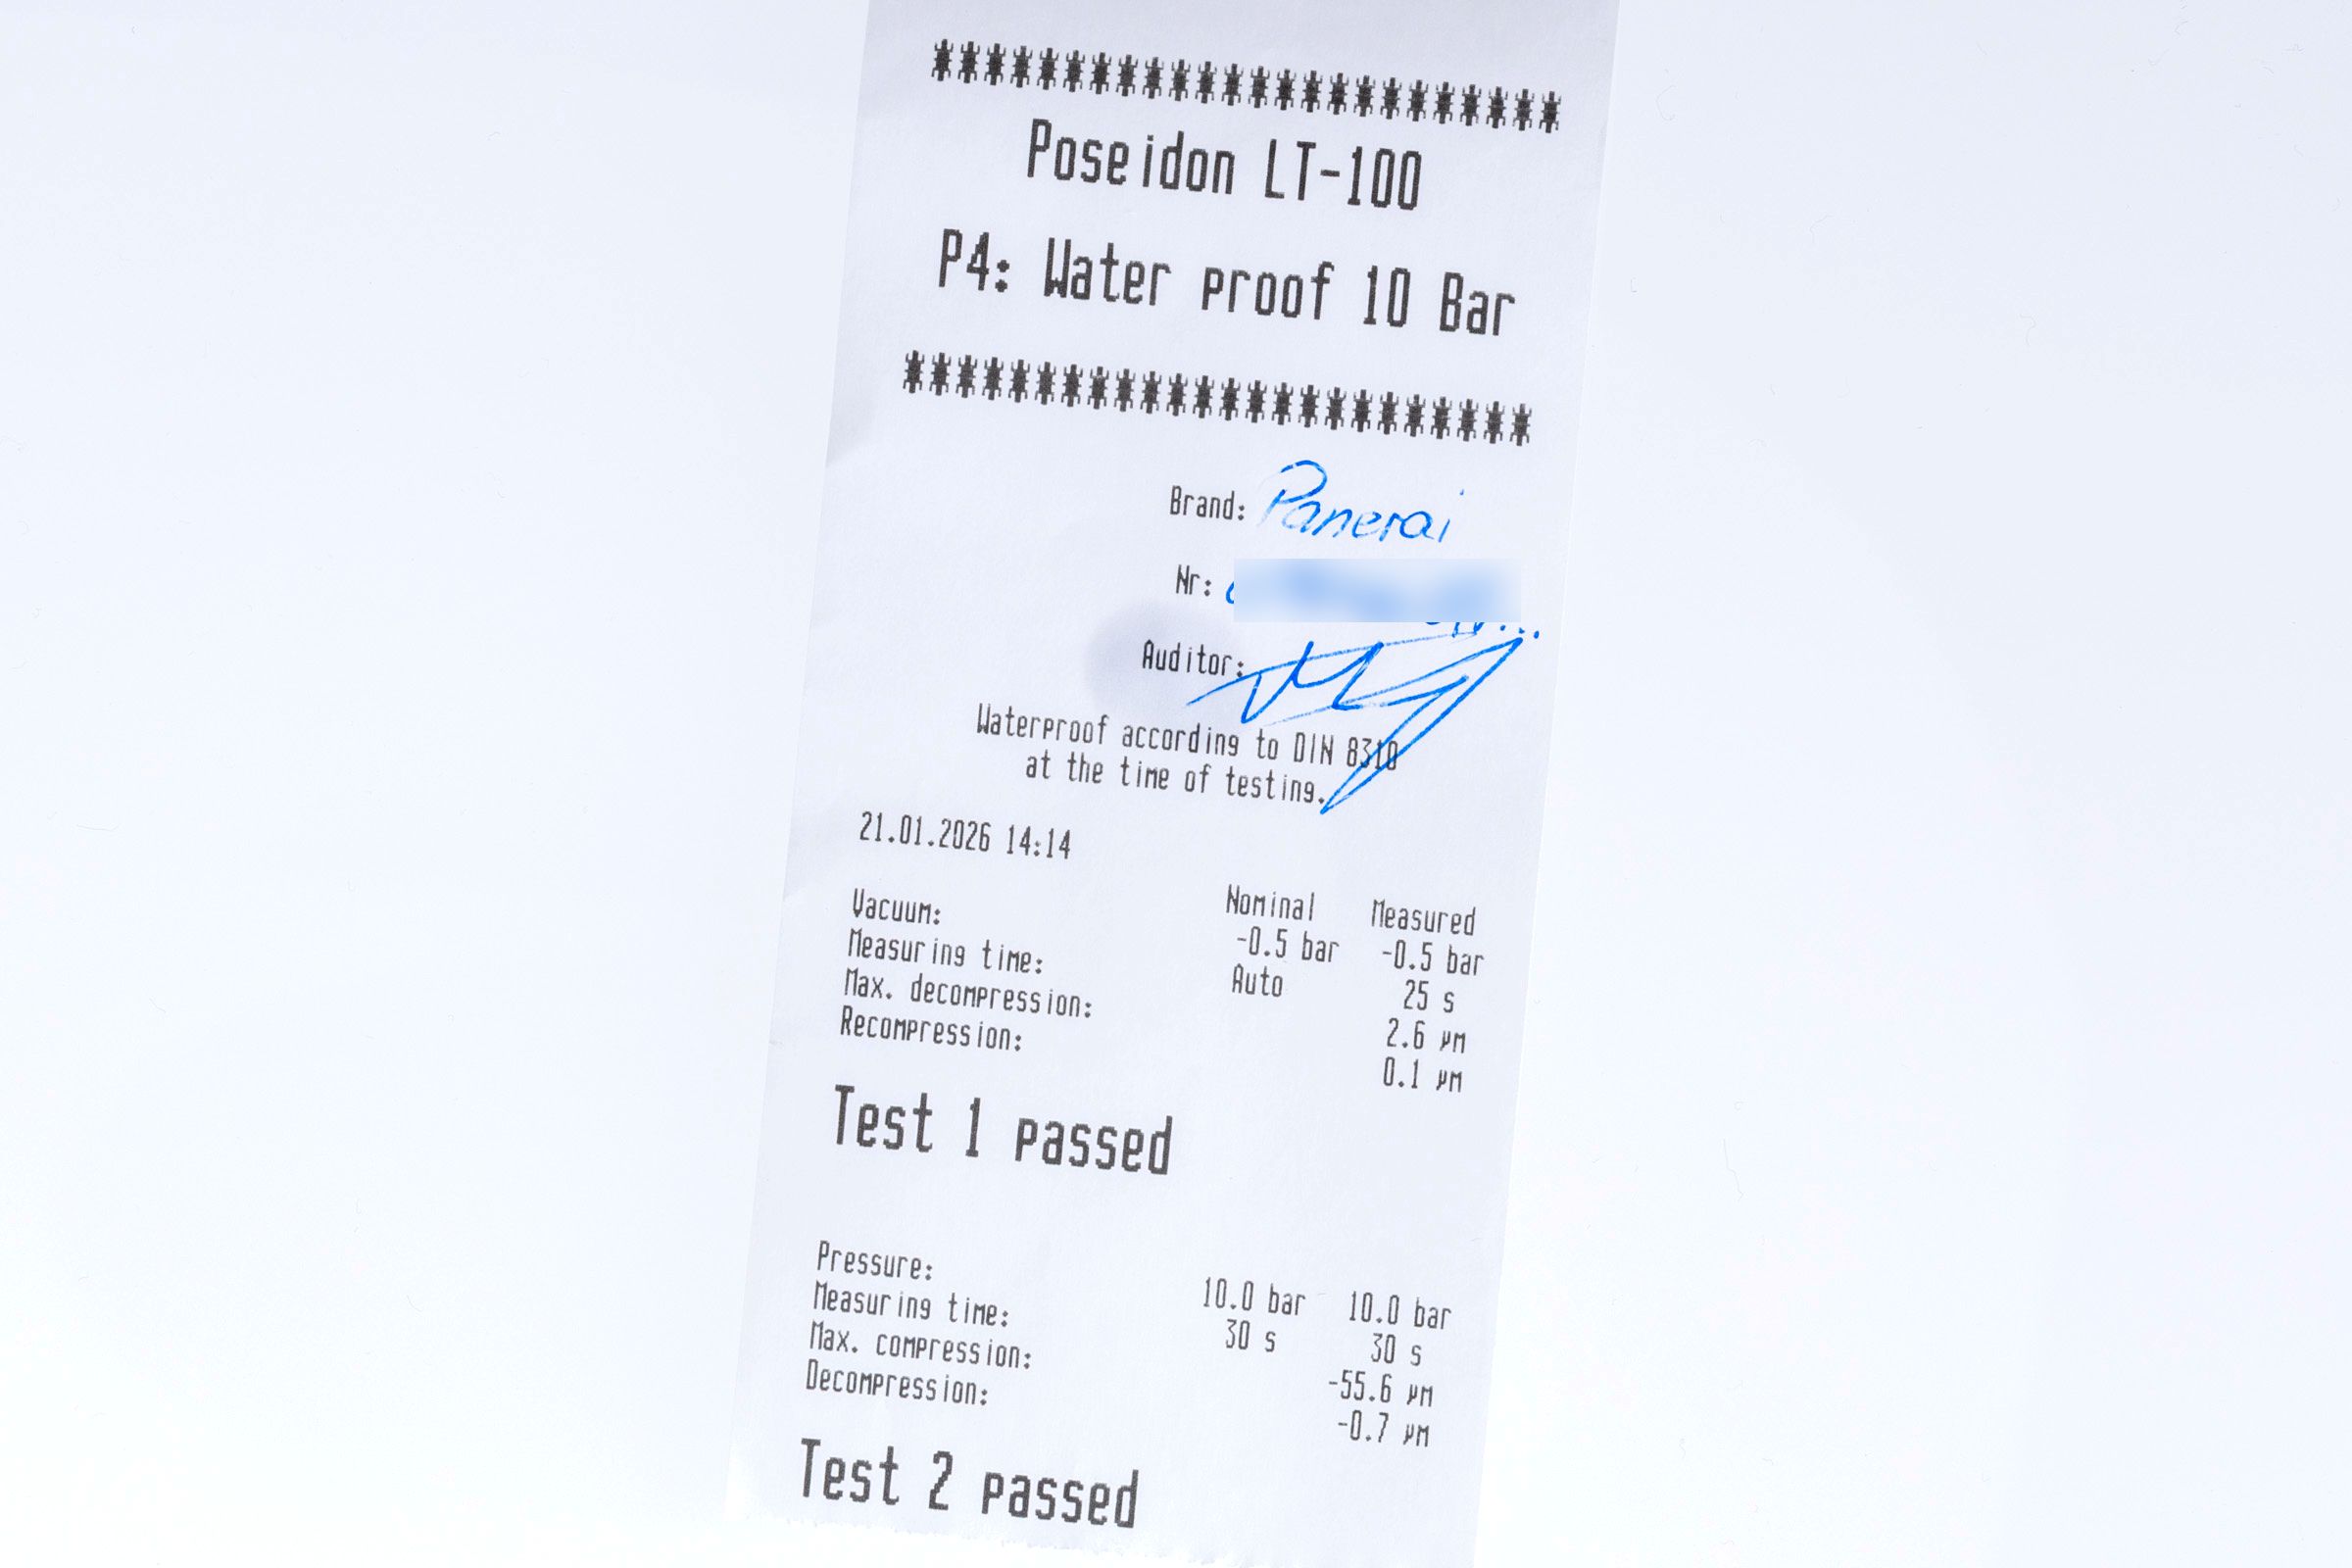 Poseidon LT-100
P4: Water proof 10 Bar
Brand: Panerai
Nr:
Auditor:
Waterproof according to DIN 8310
at the time of testing.
21.01.2026 14:14
Nominal Measured
Vacuum: -0.5 bar -0.5 bar
Measuring time: Auto 25 s
Max. decompression: 2.6 µm
Recompression: 0.1 µm
Test 1 passed
Pressure: 10.0 bar 10.0 bar
Measuring time: 30 s 30 s
Max. compression: -55.6 µm
Decompression: -0.7 µm
Test 2 passed